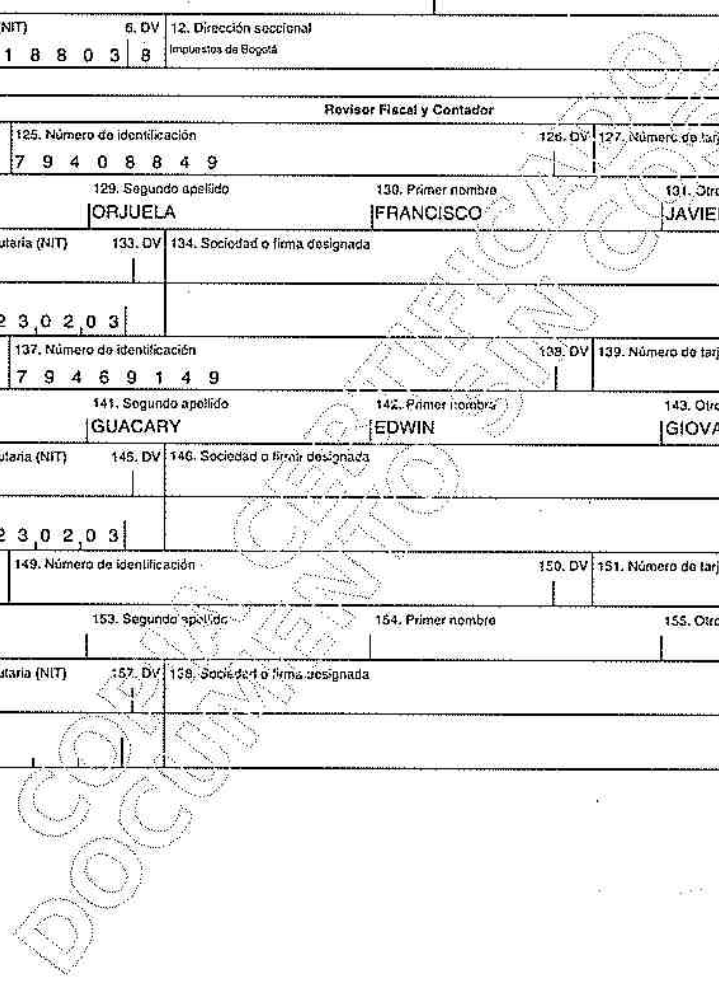 (NIT) 6. DV 12. Dirección seccional
1 8 8 0 3 8 Impuestos de Bogotá
Revisor Fiscal y Contador
125. Número de identificación 126. DV 127. Número de tarj
7 9 4 0 8 8 4 9
129. Segundo apellido 130. Primer nombre 131. Otro
ORJUELA FRANCISCO JAVIE
utaria (NIT) 133. DV 134. Sociedad o firma designada
2 3 0 2 0 3
137. Número de identificación 138. DV 139. Número de tarj
7 9 4 6 9 1 4 9
141. Segundo apellido 142. Primer nombre 143. Otro
GUACARY EDWIN GIOVA
utaria (NIT) 145. DV 146. Sociedad o firma designada
2 3 0 2 0 3
149. Número de identificación 150. DV 151. Número de tarj
153. Segundo apellido 154. Primer nombre 155. Otro
utaria (NIT) 157. DV 158. Sociedad o firma designada
COPIA CERTIFICADO
DOCUMENTO SIN COS